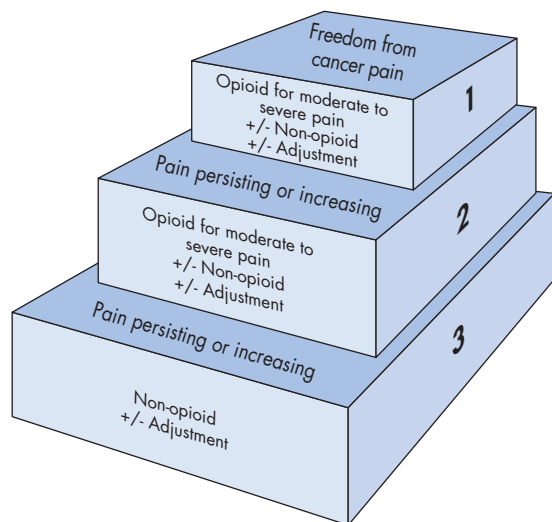 Freedom from
cancer pain
Opioid for moderate to
severe pain
+/- Non-opioid
+/- Adjustment
1
Pain persisting or increasing
Opioid for moderate to
severe pain
+/- Non-opioid
+/- Adjustment
2
Pain persisting or increasing
Non-opioid
+/- Adjustment
3